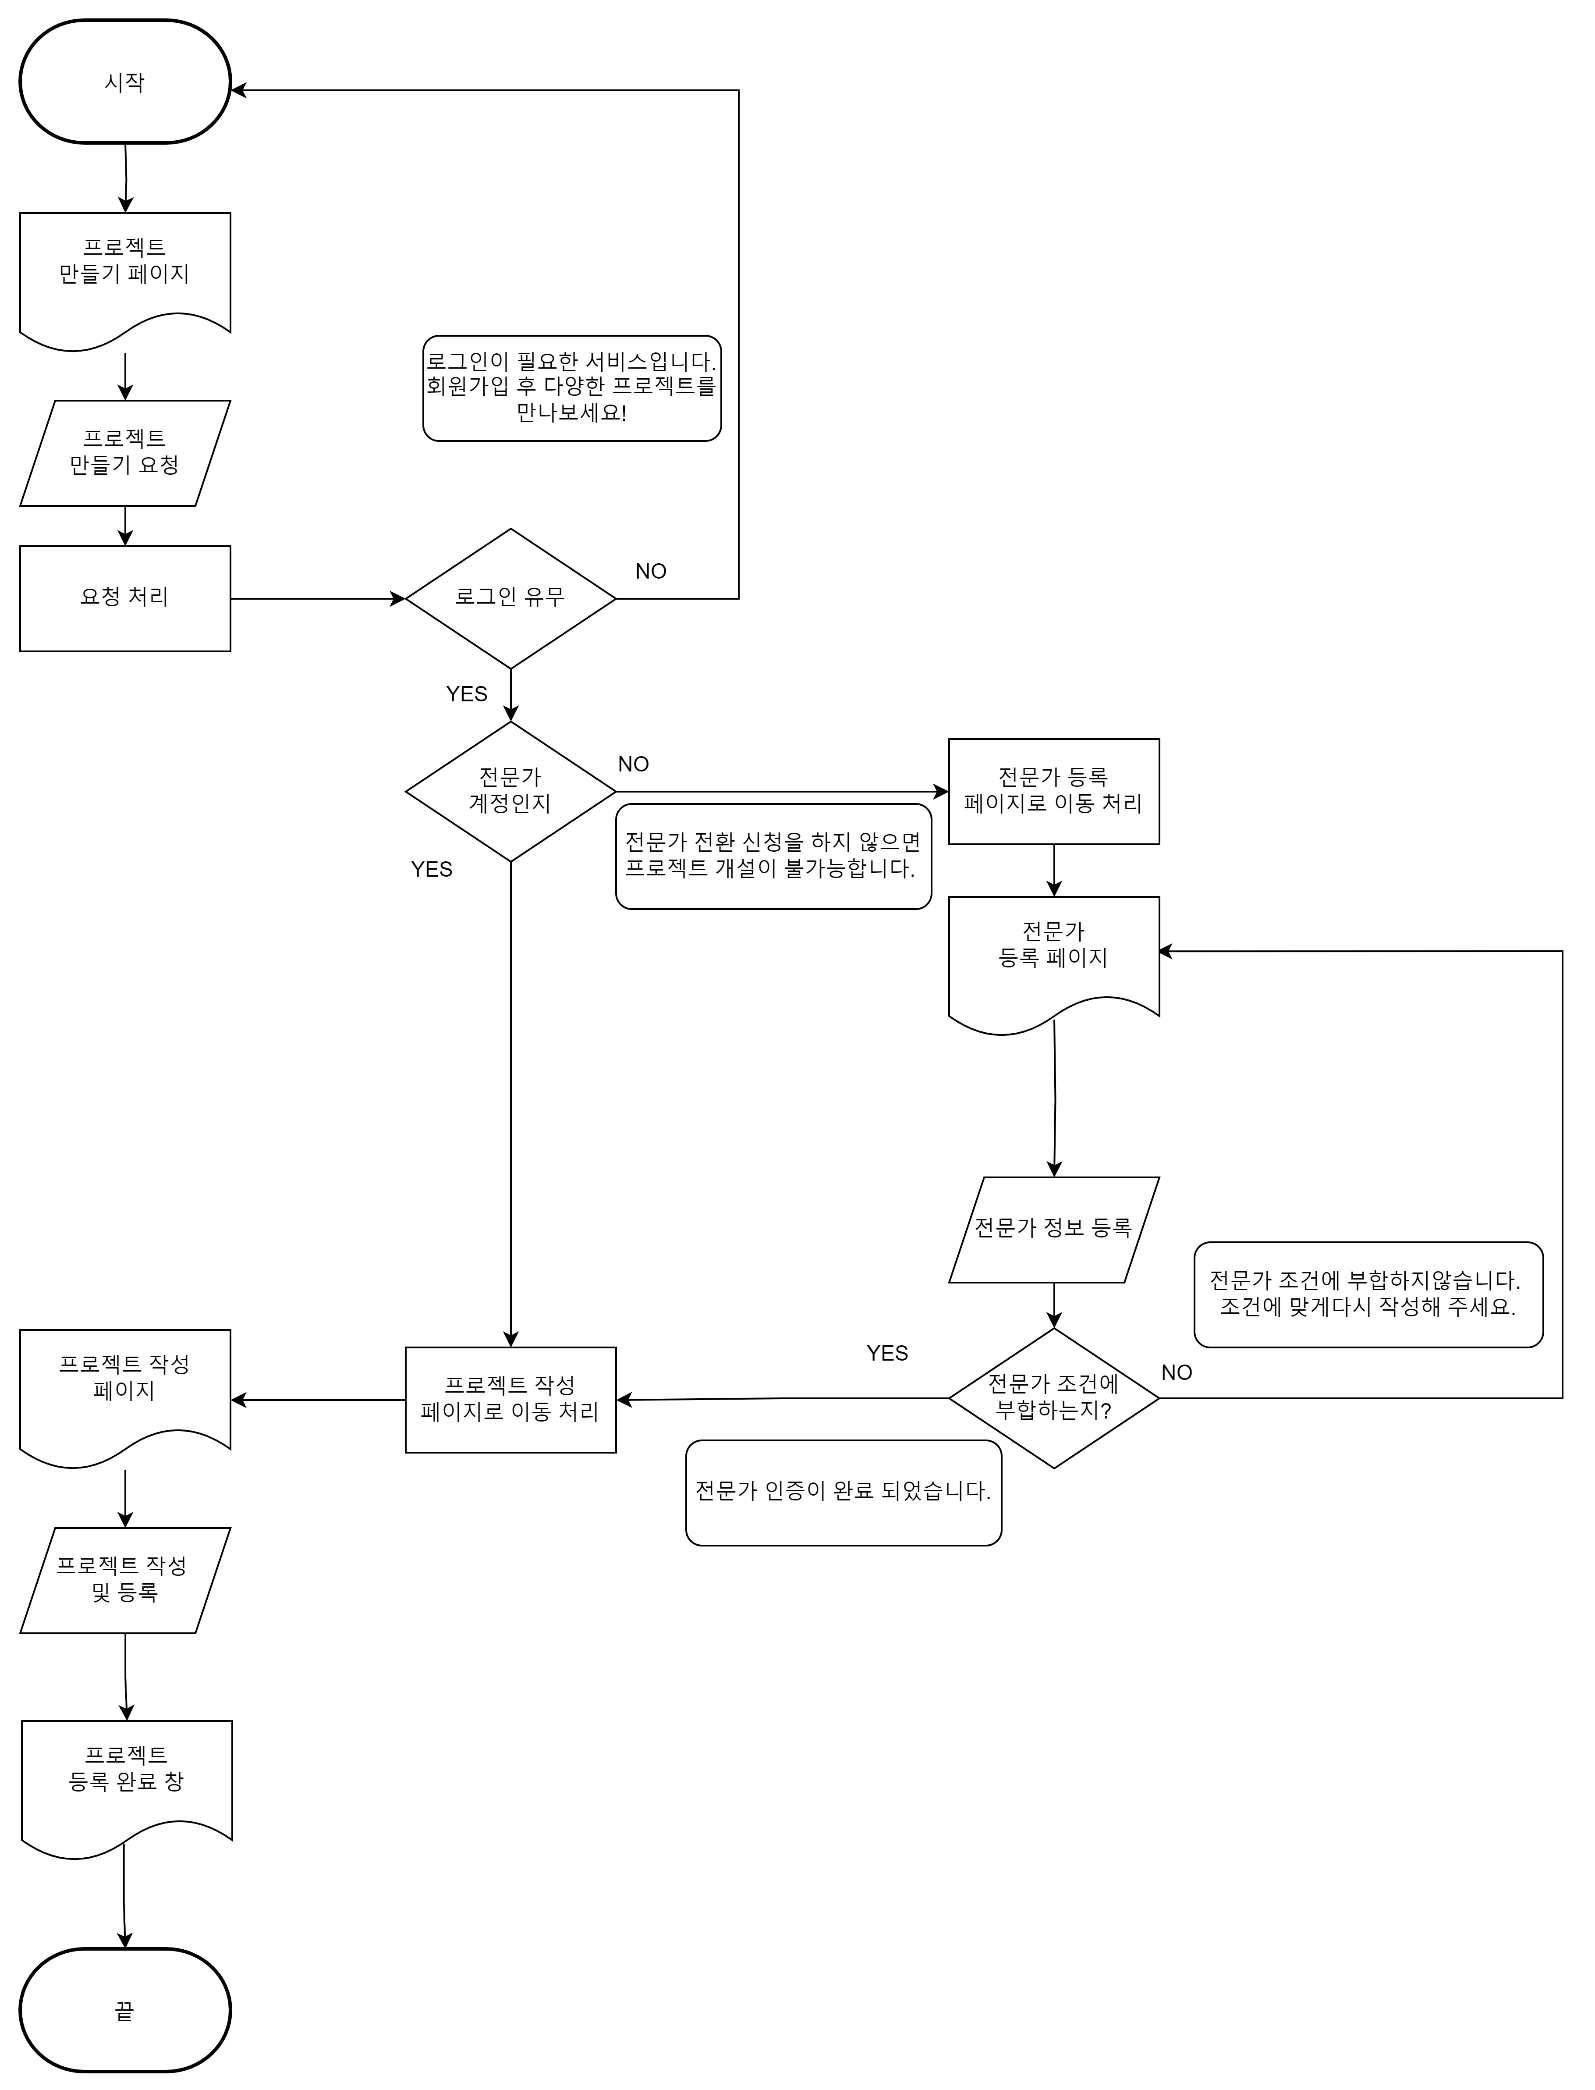 시작
프로젝트
만들기 페이지
로그인이 필요한 서비스입니다.
회원가입 후 다양한 프로젝트를
만나보세요!
프로젝트
만들기 요청
요청 처리
로그인 유무
NO
YES
전문가
계정인지
NO
전문가 등록
페이지로 이동 처리
전문가 전환 신청을 하지 않으면
프로젝트 개설이 불가능합니다.
YES
전문가
등록 페이지
전문가 정보 등록
전문가 조건에 부합하지않습니다.
조건에 맞게다시 작성해 주세요.
프로젝트 작성
페이지
프로젝트 작성
페이지로 이동 처리
YES
전문가 조건에
부합하는지?
NO
전문가 인증이 완료 되었습니다.
프로젝트 작성
및 등록
프로젝트
등록 완료 창
끝